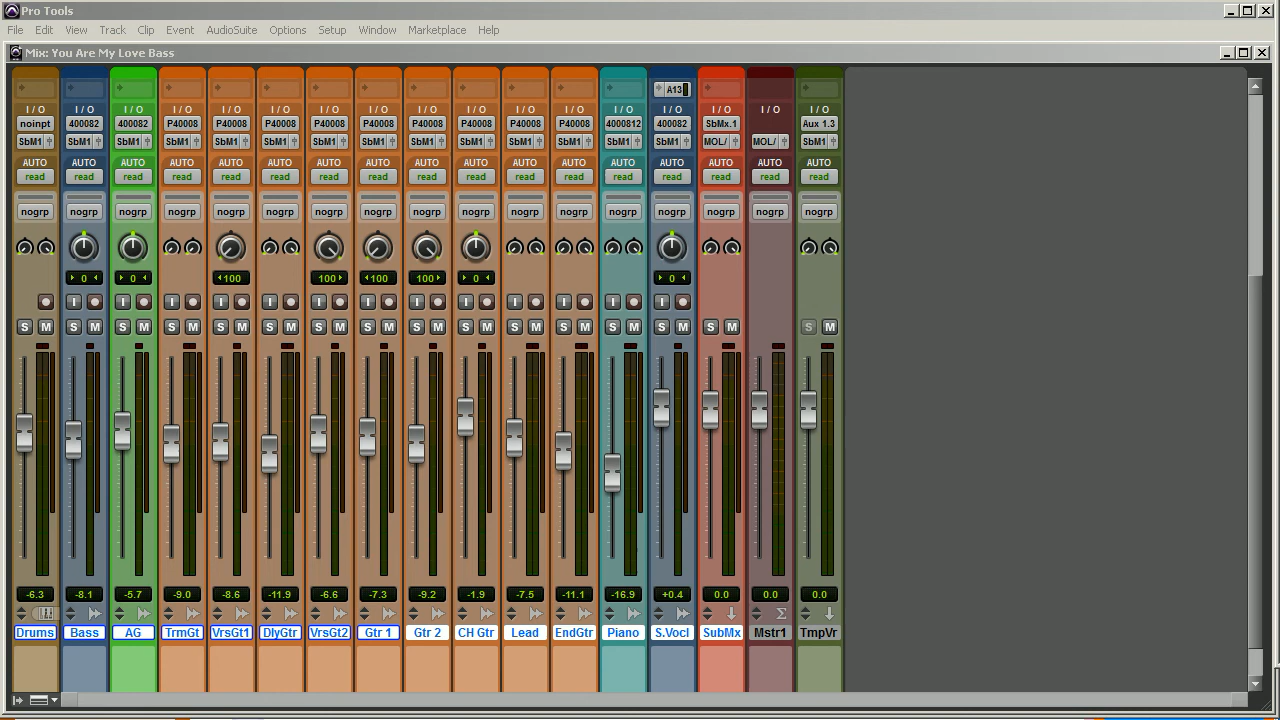 Pro Tools
File Edit View Track Clip Event AudioSuite Options Setup Window Marketplace Help
Mix: You Are My Love Bass
A13
I / O I / O I / O I / O I / O I / O I / O I / O I / O I / O I / O I / O I / O I / O I / O I / O I / O
noinpt 400082 400082 P40008 P40008 P40008 P40008 P40008 P40008 P40008 P40008 P40008 4000812 400082 SbMx.1 Aux 1.3
SbM1 SbM1 SbM1 SbM1 SbM1 SbM1 SbM1 SbM1 SbM1 SbM1 SbM1 SbM1 SbM1 SbM1 MOL/ MOL/ SbM1
AUTO AUTO AUTO AUTO AUTO AUTO AUTO AUTO AUTO AUTO AUTO AUTO AUTO AUTO AUTO AUTO AUTO
read read read read read read read read read read read read read read read read read
nogrp nogrp nogrp nogrp nogrp nogrp nogrp nogrp nogrp nogrp nogrp nogrp nogrp nogrp nogrp nogrp nogrp
0 0 100 100 100 100 0 0
I I I I I I I I I I I I I
S M S M S M S M S M S M S M S M S M S M S M S M S M S M S M S M
-6.3 -8.1 -5.7 -9.0 -8.6 -11.9 -6.6 -7.3 -9.2 -1.9 -7.5 -11.1 -16.9 +0.4 0.0 0.0 0.0
Drums Bass AG TrmGt VrsGt1 DlyGtr VrsGt2 Gtr 1 Gtr 2 CH Gtr Lead EndGtr Piano S.Vocl SubMx Mstr1 TmpVr